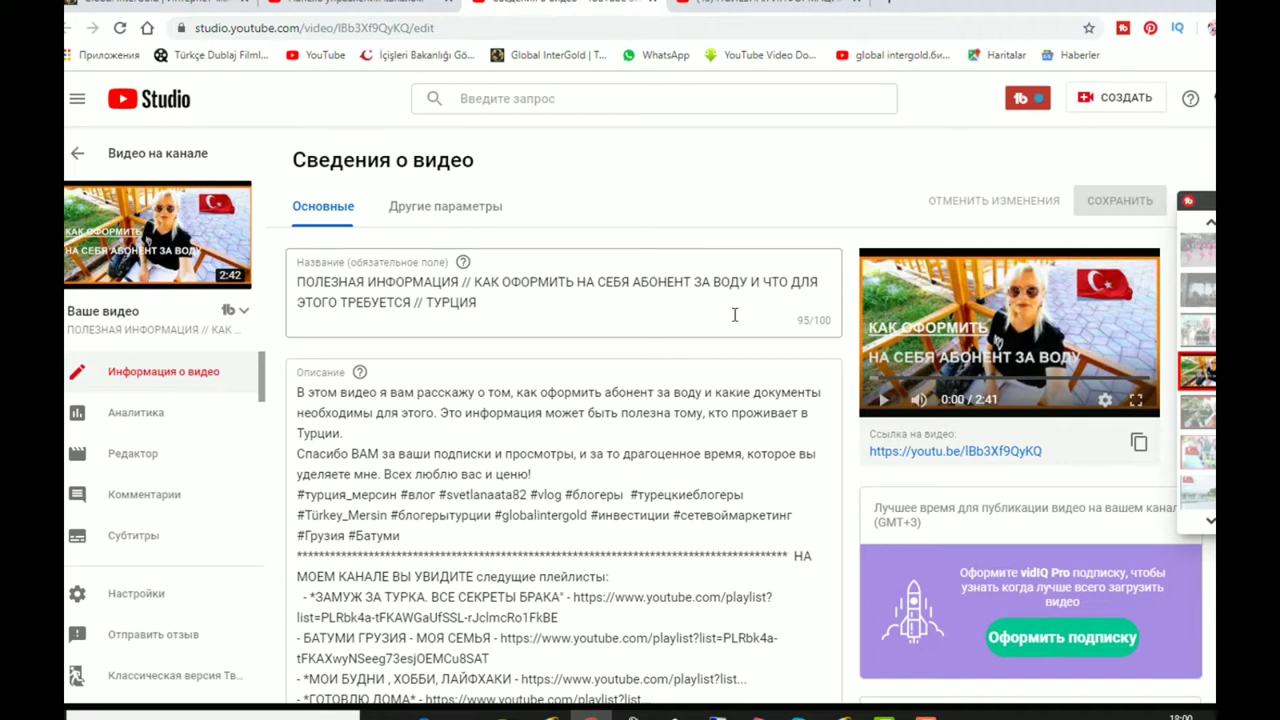 studio.youtube.com/video/lBb3Xf9QyKQ/edit
Приложения
Türkçe Dublaj Filml...
YouTube
İçişleri Bakanlığı Gö...
Global InterGold | T...
WhatsApp
YouTube Video Do...
global intergold.би...
Haritalar
Haberler
Studio
Введите запрос
СОЗДАТЬ
Видео на канале
КАК ОФОРМИТЬ
НА СЕБЯ АБОНЕНТ ЗА ВОДУ
2:42
Ваше видео
ПОЛЕЗНАЯ ИНФОРМАЦИЯ // КАК ...
Информация о видео
Аналитика
Редактор
Комментарии
Субтитры
Настройки
Отправить отзыв
Классическая версия Тв...
Сведения о видео
Основные
Другие параметры
ОТМЕНИТЬ ИЗМЕНЕНИЯ
СОХРАНИТЬ
Название (обязательное поле)
ПОЛЕЗНАЯ ИНФОРМАЦИЯ // КАК ОФОРМИТЬ НА СЕБЯ АБОНЕНТ ЗА ВОДУ И ЧТО ДЛЯ
ЭТОГО ТРЕБУЕТСЯ // ТУРЦИЯ
95/100
Описание
В этом видео я вам расскажу о том, как оформить абонент за воду и какие документы
необходимы для этого. Это информация может быть полезна тому, кто проживает в
Турции.
Спасибо ВАМ за ваши подписки и просмотры, и за то драгоценное время, которое вы
уделяете мне. Всех люблю вас и ценю!
#турция_мерсин #влог #svetlanaata82 #vlog #блогеры #турецкиеблогеры
#Türkey_Mersin #блогерытурции #globalintergold #инвестиции #сетевоймаркетинг
#Грузия #Батуми
НА
МОЕМ КАНАЛЕ ВЫ УВИДИТЕ следущие плейлисты:
- *ЗАМУЖ ЗА ТУРКА. ВСЕ СЕКРЕТЫ БРАКА" - https://www.youtube.com/playlist?
list=PLRbk4a-tFKAWGaUfSSL-rJclmcRo1FkBE
- БАТУМИ ГРУЗИЯ - МОЯ СЕМЬЯ - https://www.youtube.com/playlist?list=PLRbk4a-
tFKAXwyNSeeg73esjOEMCu8SAT
- *МОИ БУДНИ , ХОББИ, ЛАЙФХАКИ - https://www.youtube.com/playlist?list...
- *ГОТОВЛЮ ДОМА* - https://www.youtube.com/playlist?list...
КАК ОФОРМИТЬ
НА СЕБЯ АБОНЕНТ ЗА ВОДУ
0:00 / 2:41
Ссылка на видео:
https://youtu.be/lBb3Xf9QyKQ
Лучшее время для публикации видео на вашем канал
(GMT+3)
Оформите vidIQ Pro подписку, чтобы
узнать когда лучше всего загрузить
видео
Оформить подписку
18:00